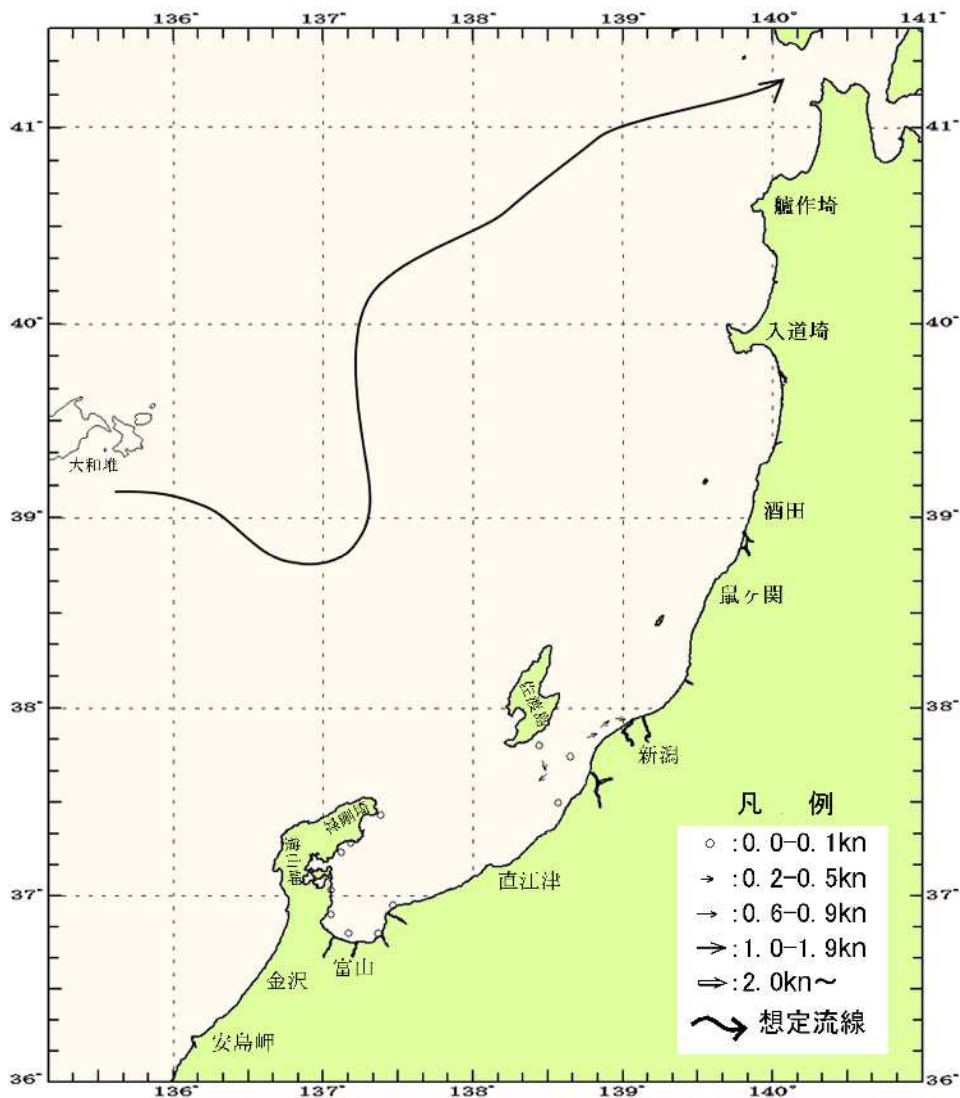 136° 137° 138° 139° 140° 141°
41°
41°
艫作埼
40°
入道埼
40°
大和堆
39°
酒田
39°
鼠ヶ関
佐渡島
38°
38°
新潟
凡 例
○ :0.0-0.1kn
:0.2-0.5kn
:0.6-0.9kn
:1.0-1.9kn
:2.0kn～
想定流線
禄剛埼
海士埼
直江津
37°
37°
富山
金沢
安島岬
36°
36°
136° 137° 138° 139° 140°